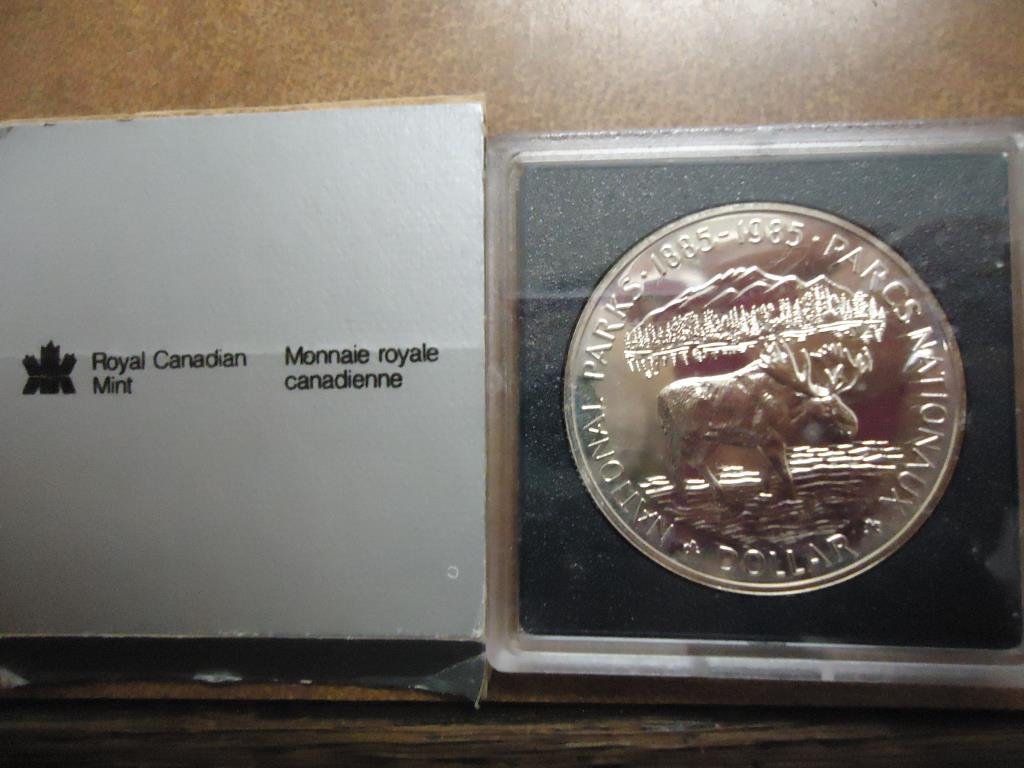 Royal Canadian
Mint
Monnaie royale
canadienne
C
NATIONAL PARKS · 1885-1985 · PARCS NATIONAUX
DOLLAR